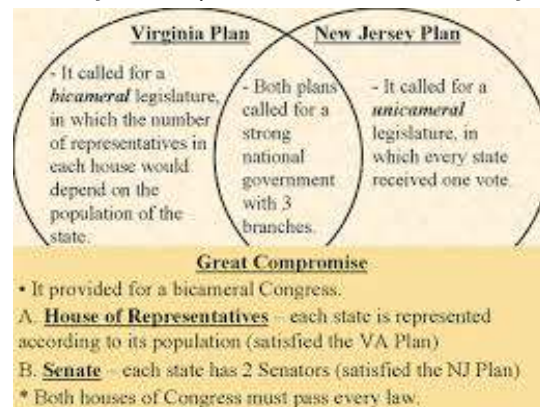 Virginia Plan
New Jersey Plan
- It called for a
bicameral legislature,
in which the number
of representatives in
each house would
depend on the
population of the
state.
- Both plans
called for a
strong
national
government
with 3
branches.
- It called for a
unicameral
legislature, in
which every state
received one vote.
Great Compromise
• It provided for a bicameral Congress.
A. House of Representatives – each state is represented
according to its population (satisfied the VA Plan)
B. Senate – each state has 2 Senators (satisfied the NJ Plan)
* Both houses of Congress must pass every law.